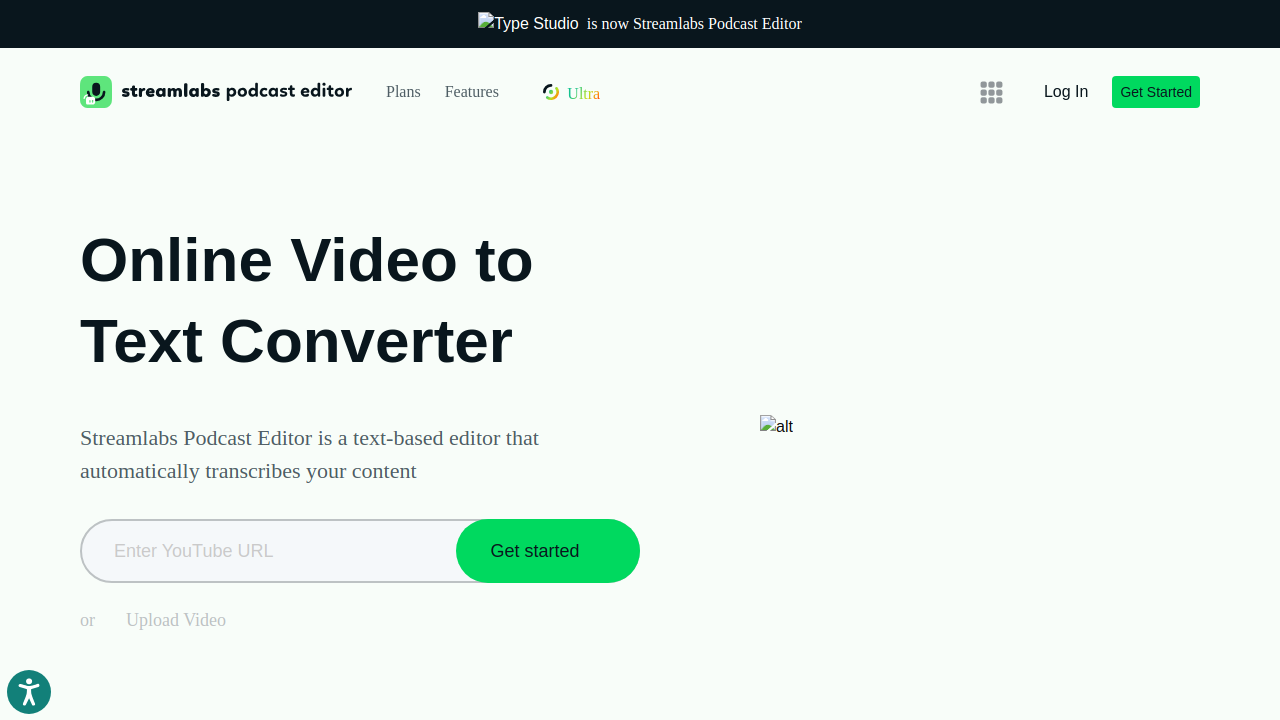 Type Studio is now Streamlabs Podcast Editor
streamlabs podcast editor Plans Features Ultra Log In Get Started
Online Video to
Text Converter
Streamlabs Podcast Editor is a text-based editor that
automatically transcribes your content
alt
Enter YouTube URL Get started
or Upload Video